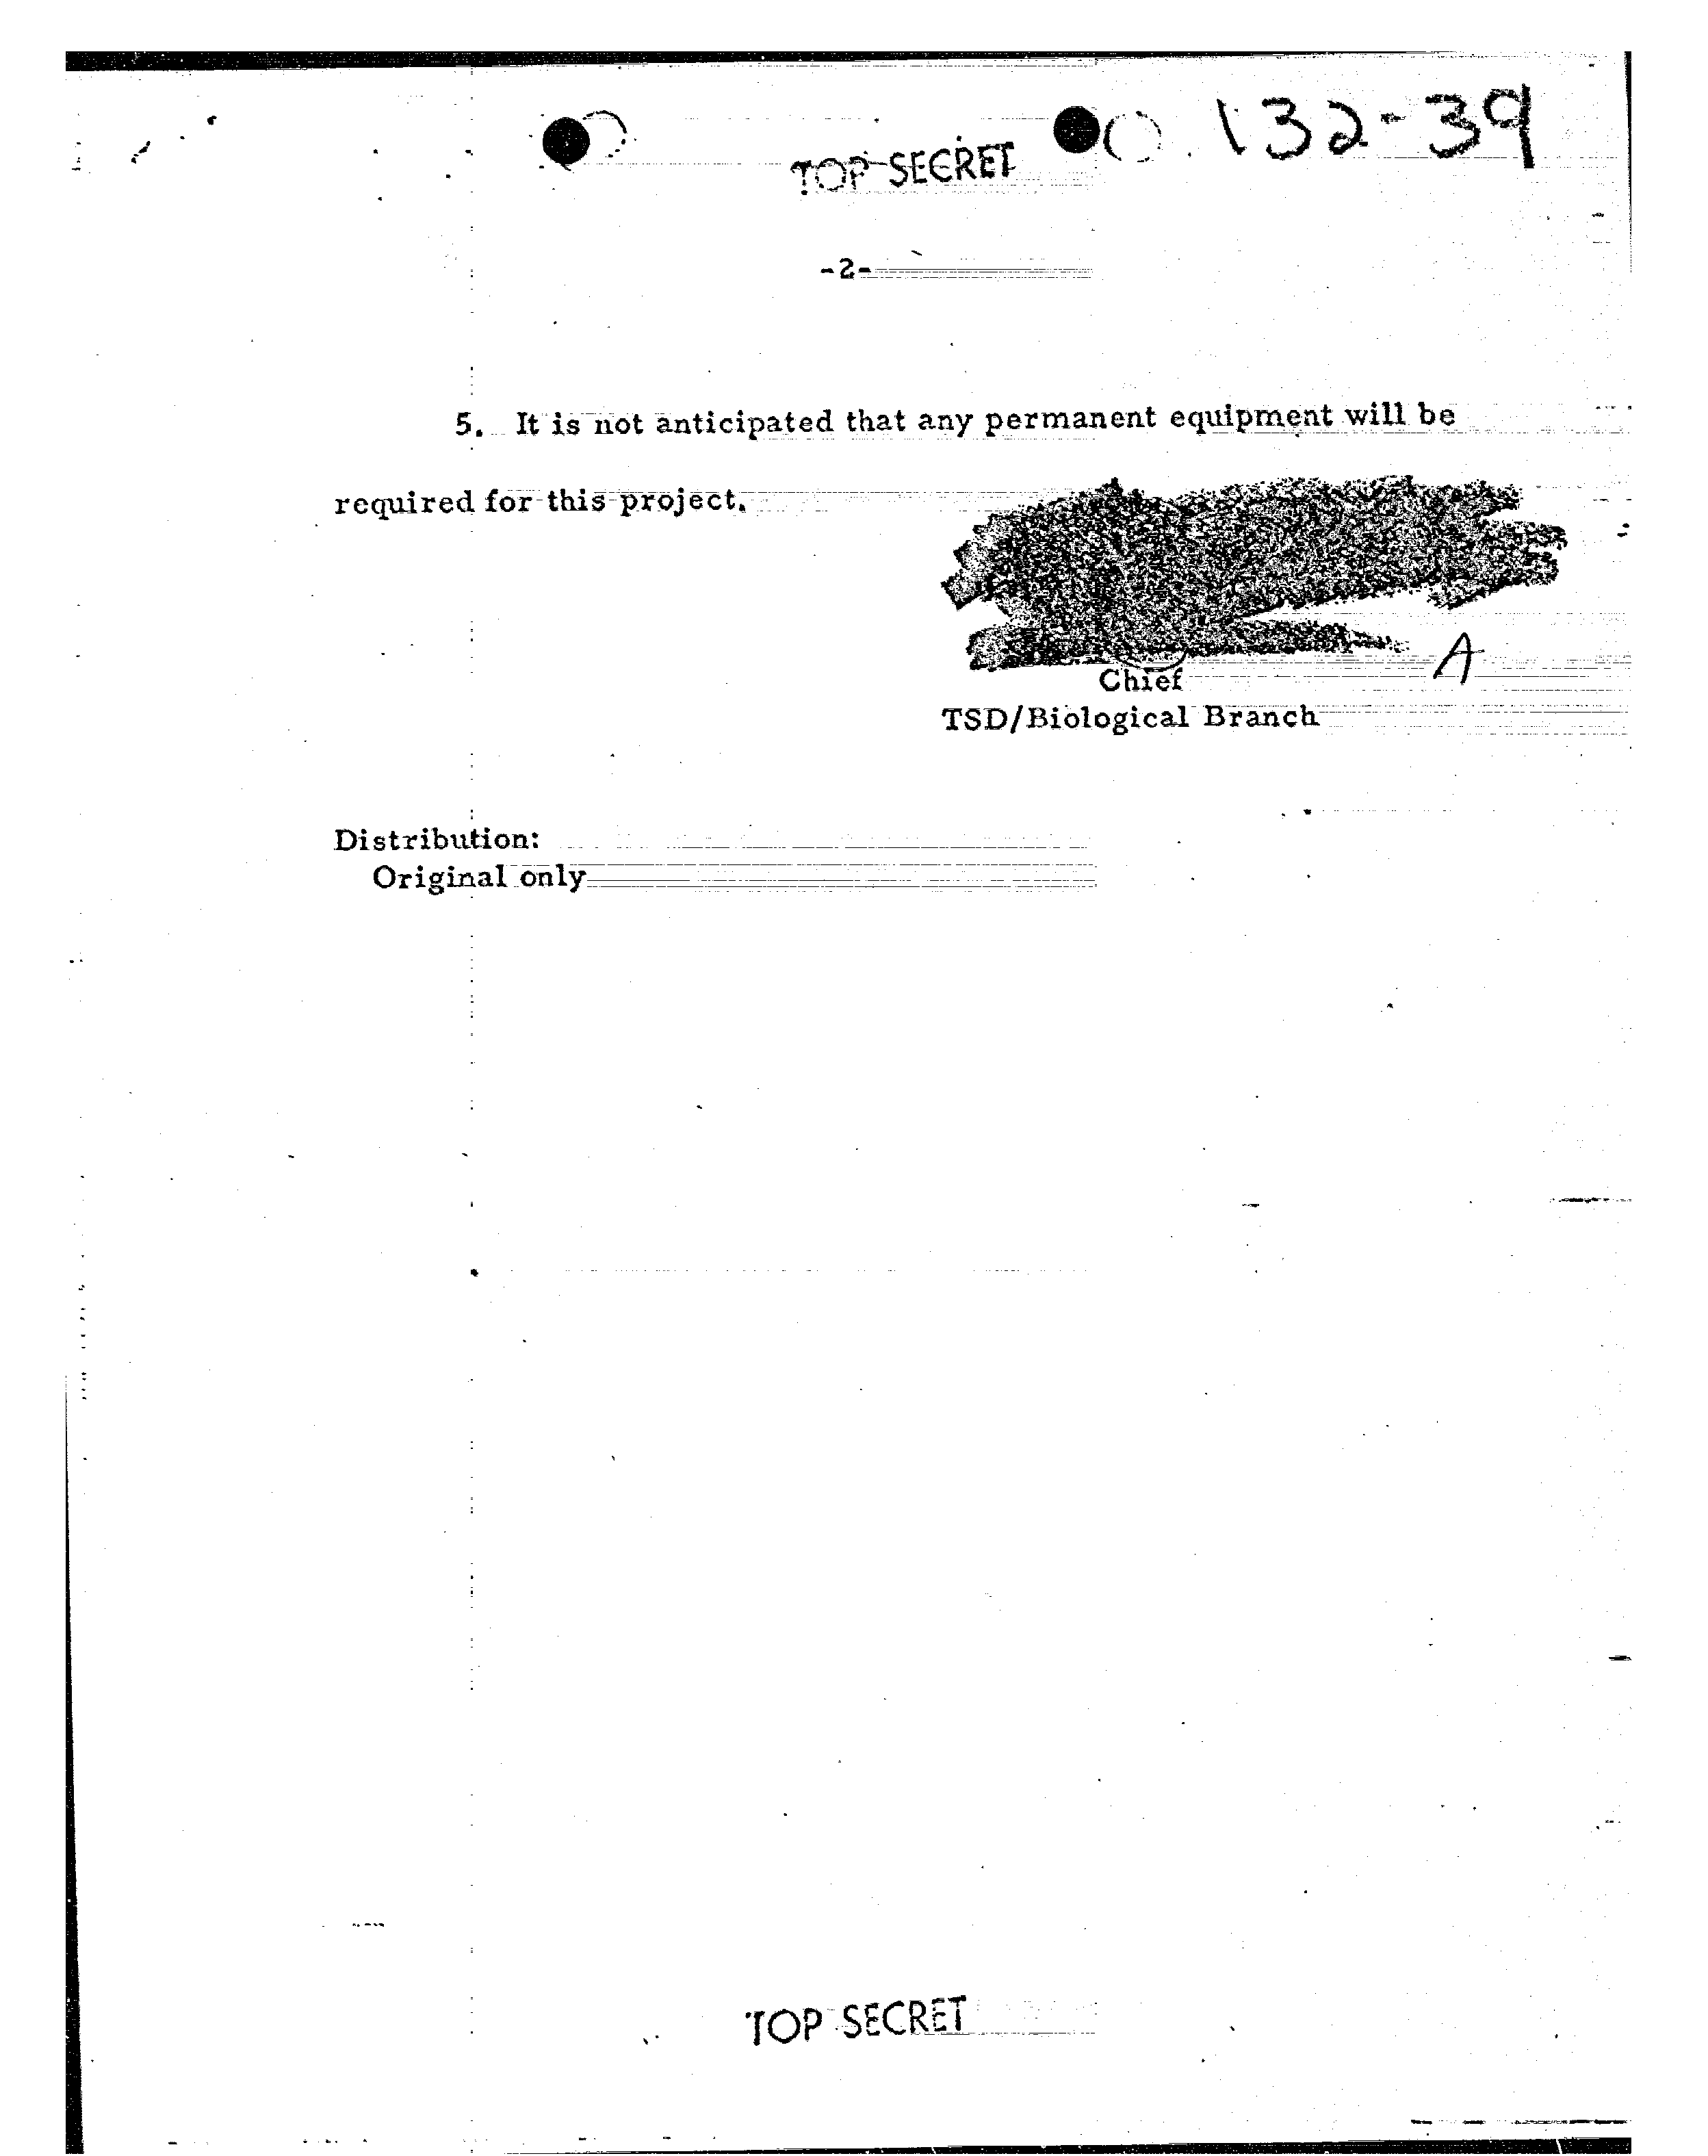 132-39
TOP SECRET
-2-
5. It is not anticipated that any permanent equipment will be
required for this project.
A
Chief
TSD/Biological Branch
Distribution:
Original only
TOP SECRET